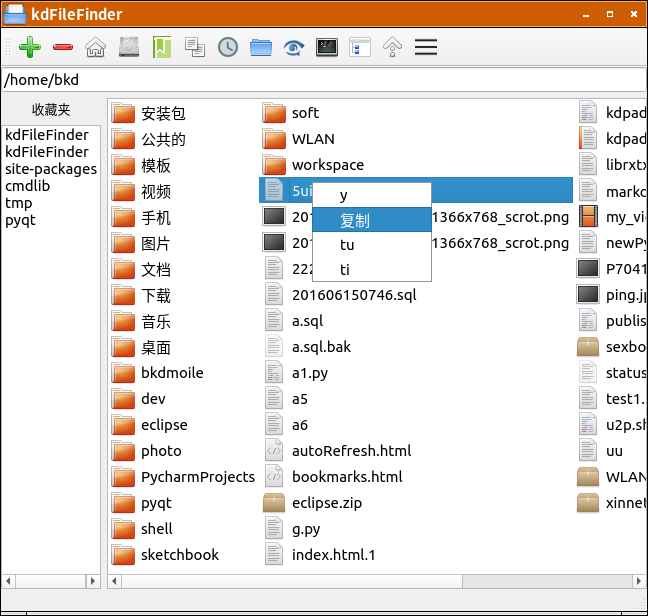 kdFileFinder
/home/bkd
收藏夹
kdFileFinder
kdFileFinder
site-packages
cmdlib
tmp
pyqt
安装包
公共的
模板
视频
手机
图片
文档
下载
音乐
桌面
bkdmoile
dev
eclipse
photo
PycharmProjects
pyqt
shell
sketchbook
soft
WLAN
workspace
5ui
201
1366x768_scrot.png
201
1366x768_scrot.png
222
201606150746.sql
a.sql
a.sql.bak
a1.py
a5
a6
autoRefresh.html
bookmarks.html
eclipse.zip
g.py
index.html.1
y
复制
tu
ti
kdpad
kdpad
librxtx
markd
my_vi
newPy
P7041
ping.jp
publis
sexbo
status
test1.
u2p.sh
uu
WLAN
xinnet